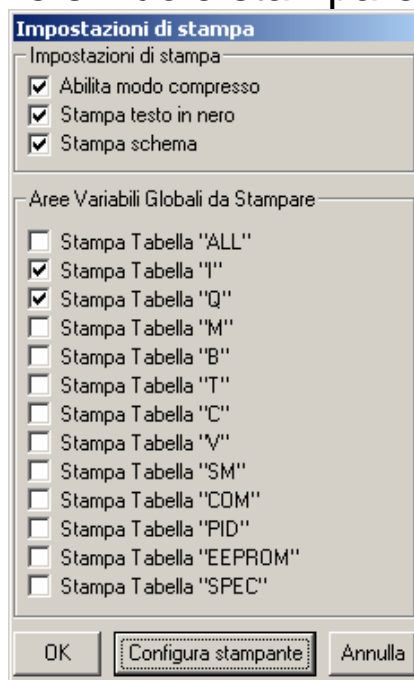 Impostazioni di stampa
Impostazioni di stampa
Abilita modo compresso
Stampa testo in nero
Stampa schema
Aree Variabili Globali da Stampare
Stampa Tabella "ALL"
Stampa Tabella "I"
Stampa Tabella "Q"
Stampa Tabella "M"
Stampa Tabella "B"
Stampa Tabella "T"
Stampa Tabella "C"
Stampa Tabella "V"
Stampa Tabella "SM"
Stampa Tabella "COM"
Stampa Tabella "PID"
Stampa Tabella "EEPROM"
Stampa Tabella "SPEC"
OK Configura stampante Annulla